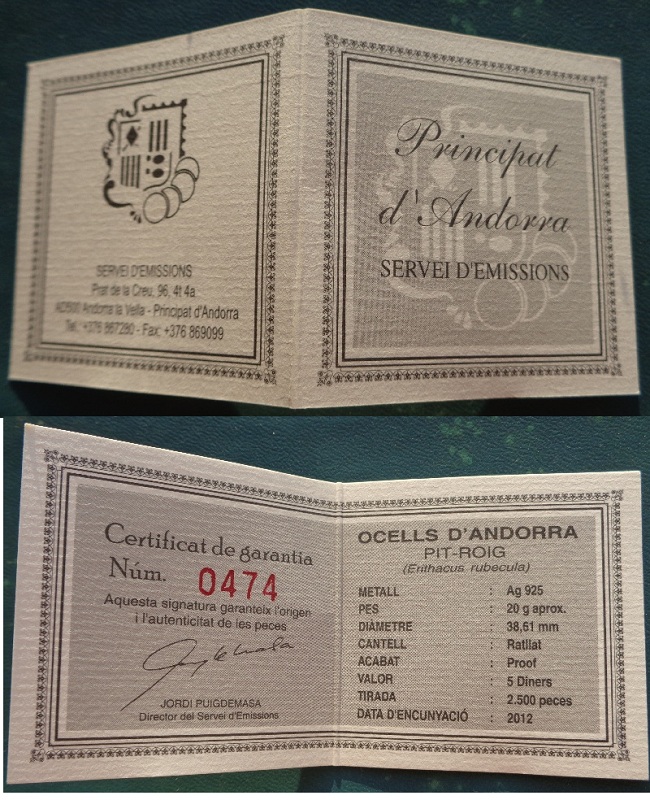 SERVEI D'EMISSIONS
Prat de la Creu, 96, 4t 4a
AD500 Andorra la Vella - Principat d'Andorra
Tel.: +376 867280 - Fax: +376 869099
Principat
d'Andorra
SERVEI D'EMISSIONS
Certificat de garantia
Núm. 0474
Aquesta signatura garanteix l'origen
i l'autenticitat de les peces
JORDI PUIGDEMASA
Director del Servei d'Emissions
OCELLS D'ANDORRA
PIT-ROIG
(Erithacus rubecula)
METALL : Ag 925
PES : 20 g aprox.
DIÀMETRE : 38,61 mm
CANTELL : Ratllat
ACABAT : Proof
VALOR : 5 Diners
TIRADA : 2.500 peces
DATA D'ENCUNYACIÓ : 2012